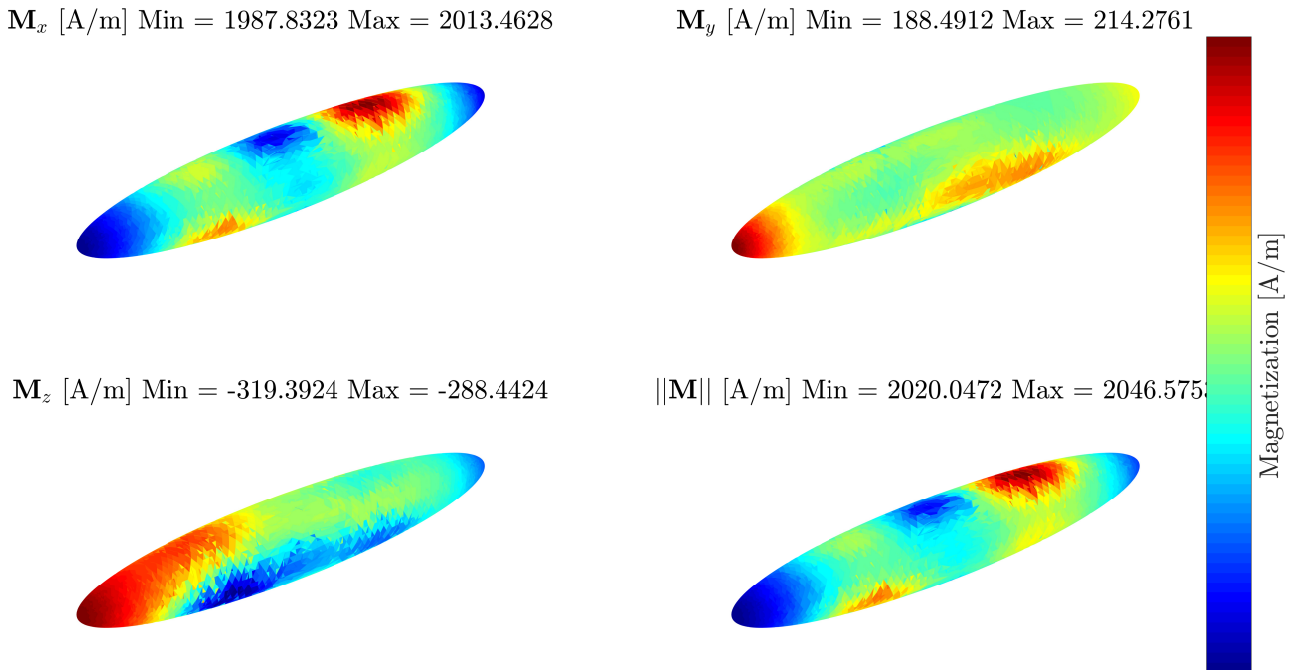 M_x [A/m] Min = 1987.8323 Max = 2013.4628
M_y [A/m] Min = 188.4912 Max = 214.2761
M_z [A/m] Min = -319.3924 Max = -288.4424
||M|| [A/m] Min = 2020.0472 Max = 2046.5753
Magnetization [A/m]